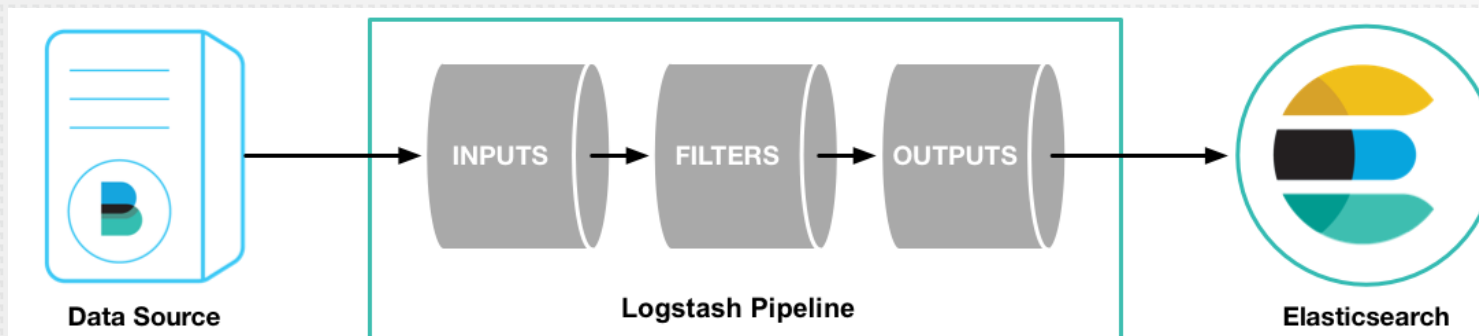 INPUTS
FILTERS
OUTPUTS
Data Source
Logstash Pipeline
Elasticsearch